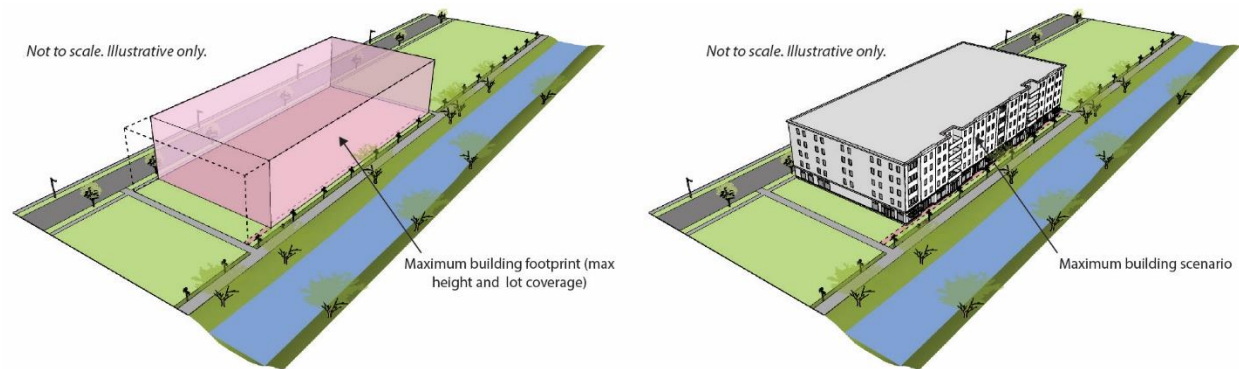 Not to scale. Illustrative only.
Maximum building footprint (max
height and lot coverage)
Not to scale. Illustrative only.
Maximum building scenario